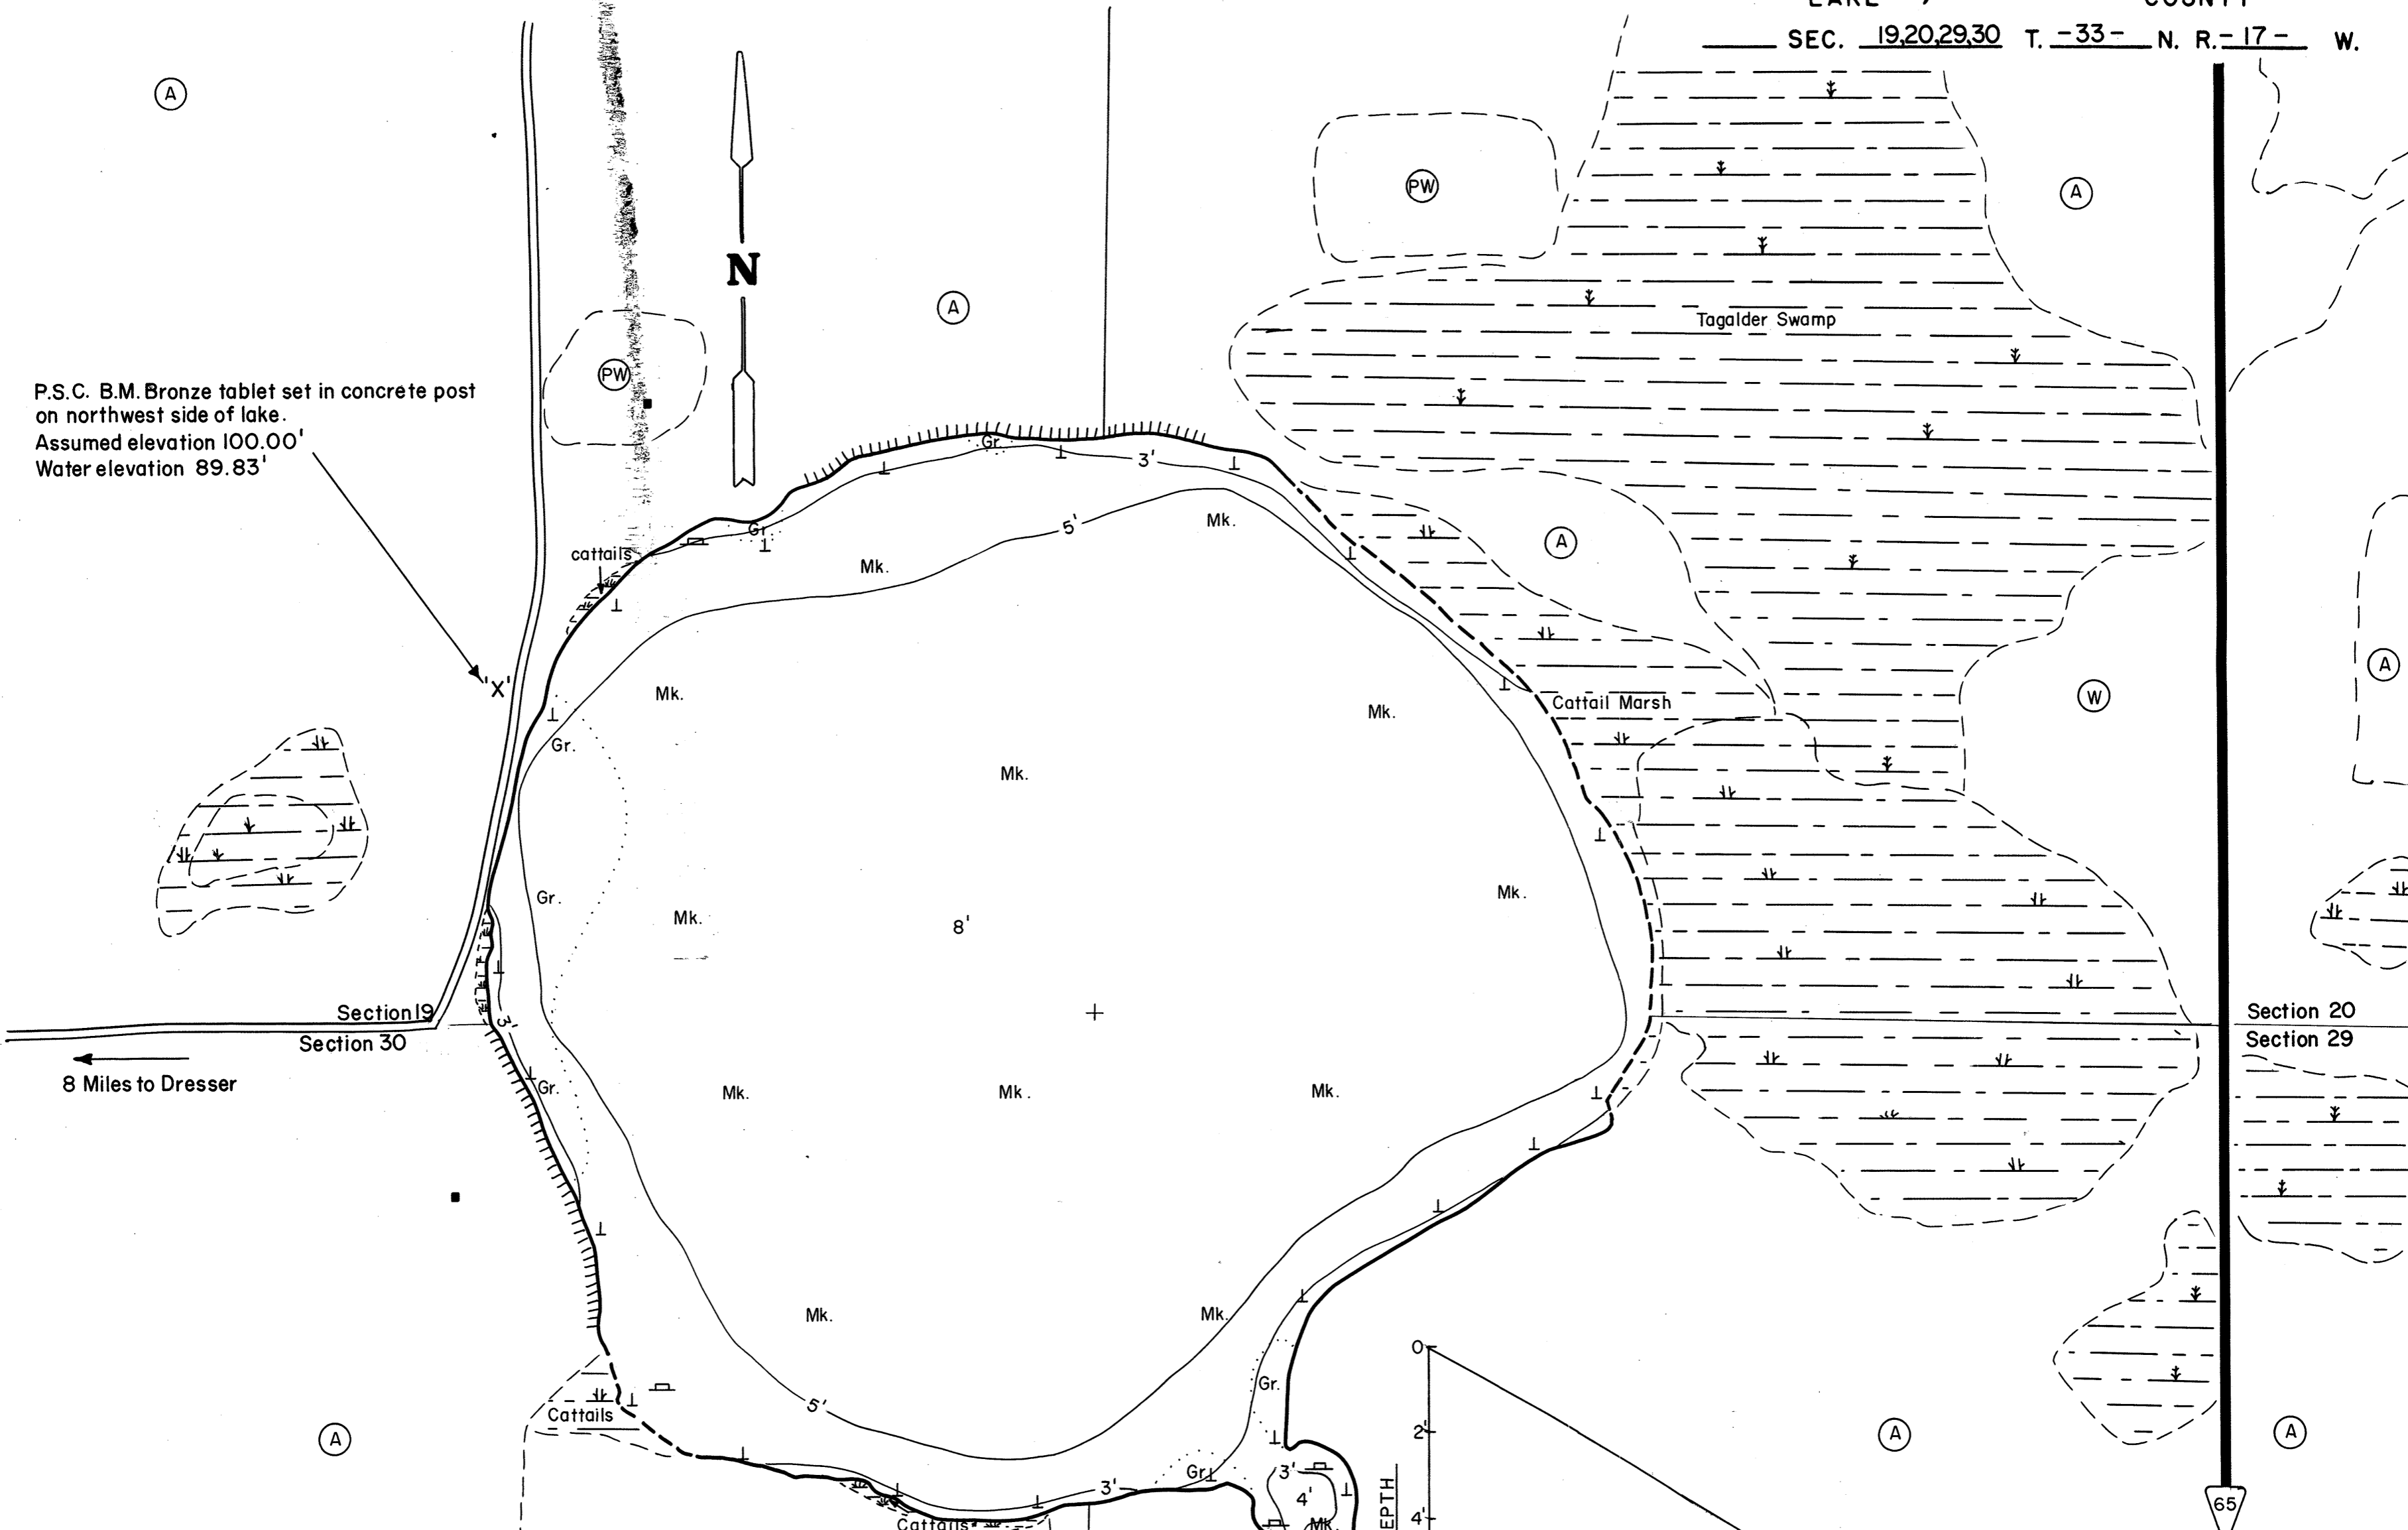 LAKE , COUNTY
SEC. 19,20,29,30 T. -33- N. R. -17- W.
A
PW
A
N
A
PW
Tagalder Swamp
P.S.C. B.M. Bronze tablet set in concrete post
on northwest side of lake.
Assumed elevation 100.00'
Water elevation 89.83'
Gr.
3'
5'
Mk.
Gr.
cattails
Mk.
A
'X'
Mk.
Mk.
Cattail Marsh
W
A
Gr.
Mk.
Gr.
Mk.
8'
Mk.
Section 19
Section 30
3'
Section 20
Section 29
8 Miles to Dresser
Gr.
Mk.
Mk.
Mk.
Mk.
Mk.
0
Gr.
5'
Cattails
A
2'
A
A
Gr.
3'
3'
4'
4'
Mk.
Cattails
EPTH
65